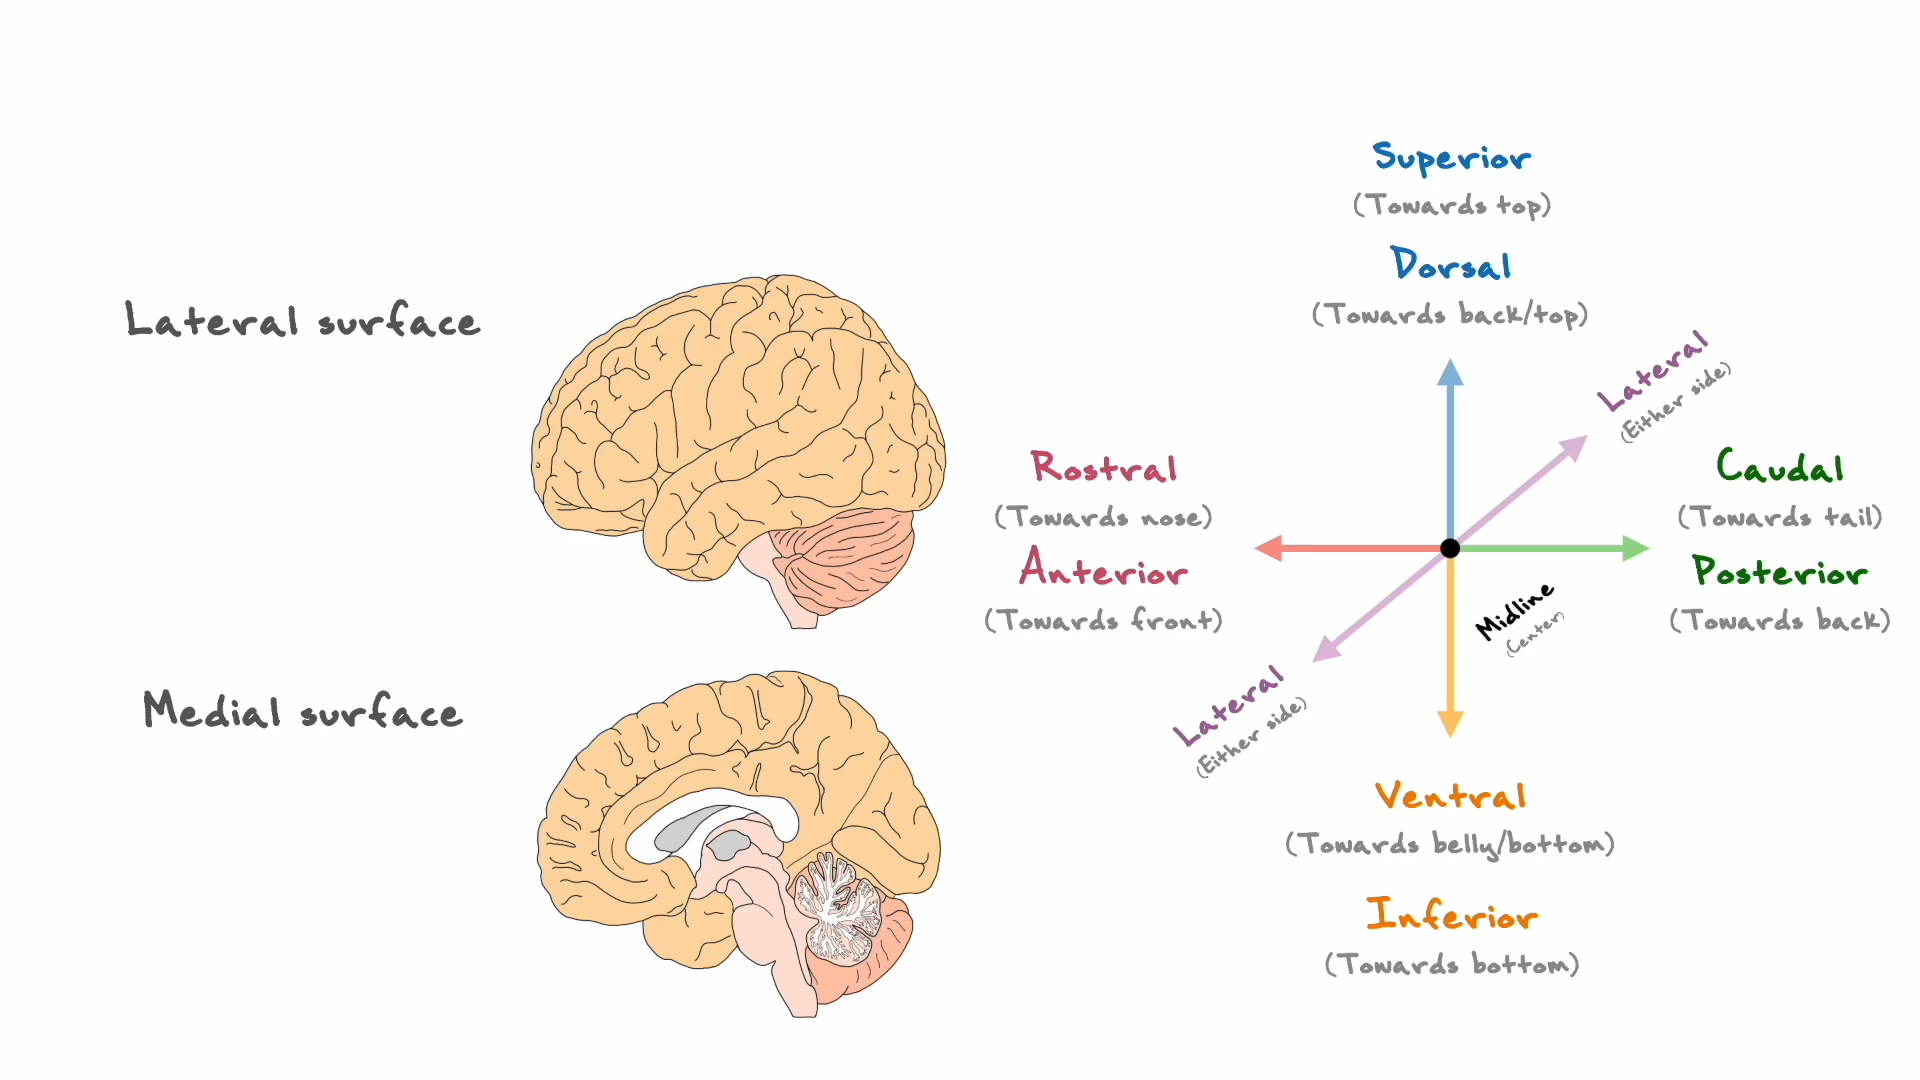 Lateral surface
Medial surface
Superior
(Towards top)
Dorsal
(Towards back/top)
Lateral
(Either side)
Rostral
(Towards nose)
Anterior
(Towards front)
Caudal
(Towards tail)
Posterior
(Towards back)
Midline
(Center)
Lateral
(Either side)
Ventral
(Towards belly/bottom)
Inferior
(Towards bottom)